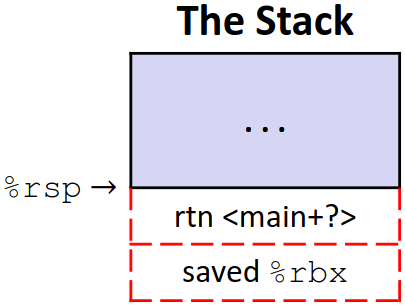 The Stack
...
%rsp →
rtn <main+?>
saved %rbx